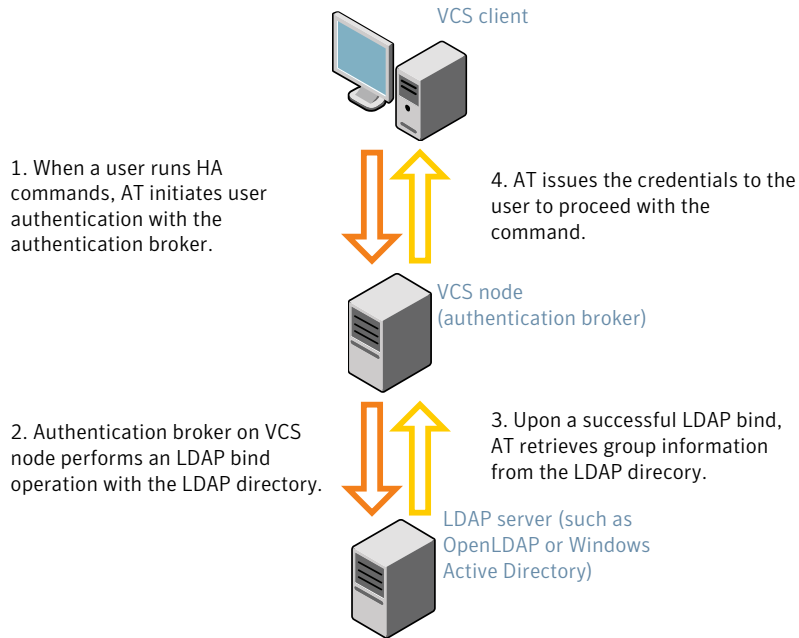 VCS client
1. When a user runs HA
commands, AT initiates user
authentication with the
authentication broker.
4. AT issues the credentials to the
user to proceed with the
command.
VCS node
(authentication broker)
2. Authentication broker on VCS
node performs an LDAP bind
operation with the LDAP directory.
3. Upon a successful LDAP bind,
AT retrieves group information
from the LDAP direcory.
LDAP server (such as
OpenLDAP or Windows
Active Directory)